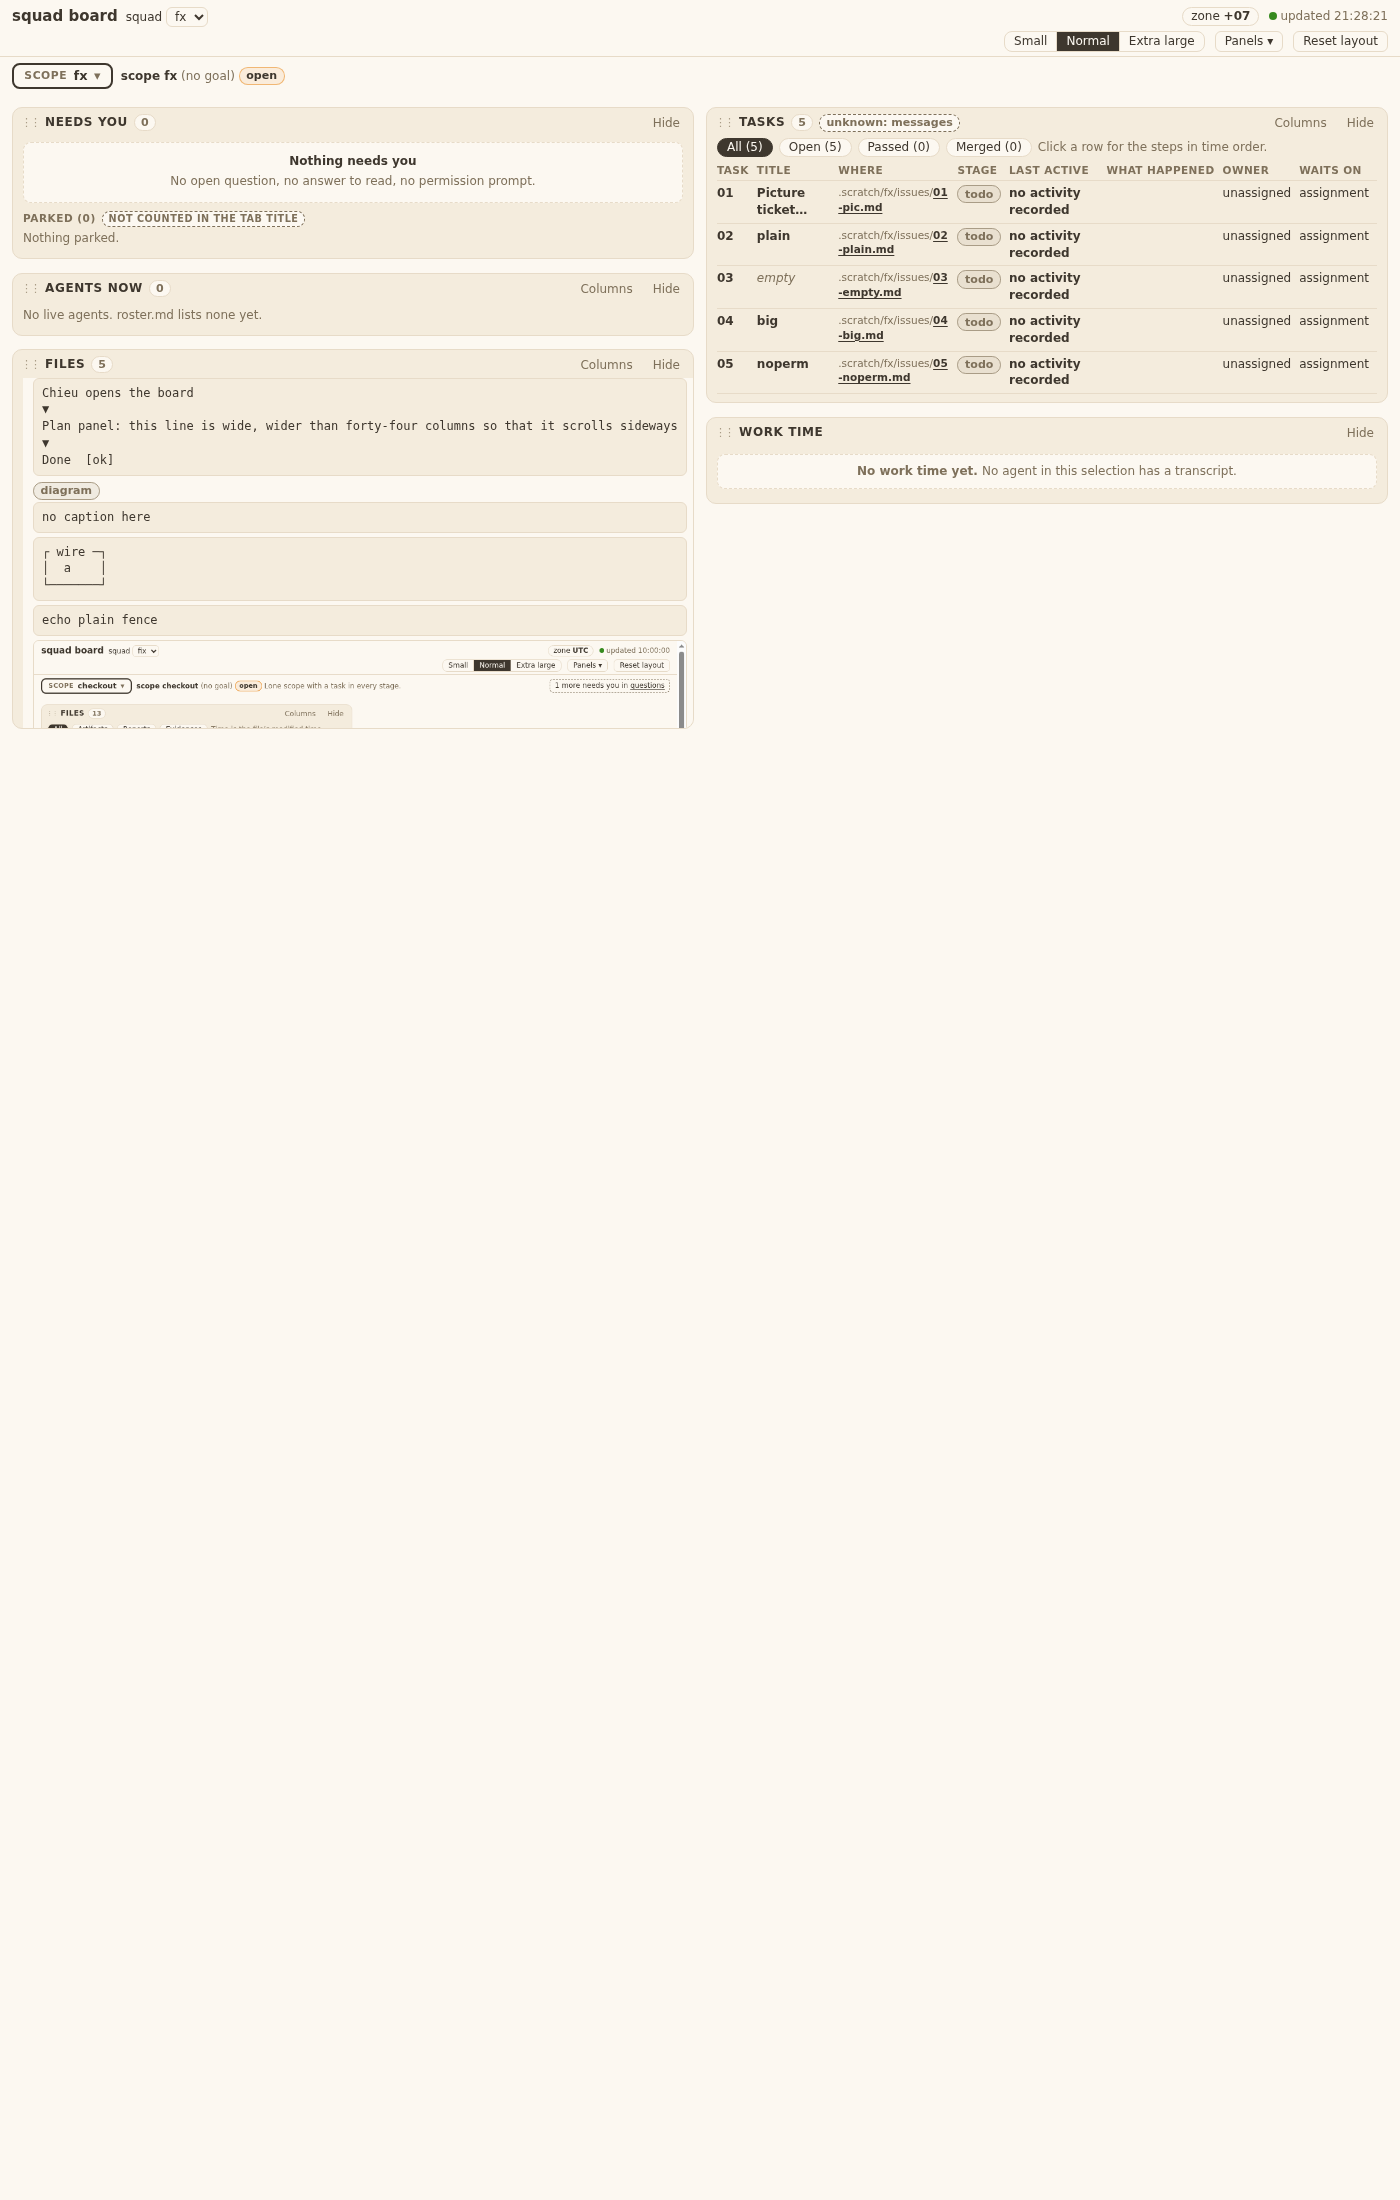 squad board squad fx
zone +07 updated 21:28:21
Small Normal Extra large Panels ▾ Reset layout
SCOPE fx ▾ scope fx (no goal) open
NEEDS YOU 0 Hide
Nothing needs you
No open question, no answer to read, no permission prompt.
PARKED (0) NOT COUNTED IN THE TAB TITLE
Nothing parked.
AGENTS NOW 0 Columns Hide
No live agents. roster.md lists none yet.
FILES 5 Columns Hide
Chieu opens the board
▼
Plan panel: this line is wide, wider than forty-four columns so that it scrolls sideways
▼
Done [ok]
diagram
no caption here
wire
a
echo plain fence
squad board squad fix
zone UTC updated 10:00:00
Small Normal Extra large Panels ▾ Reset layout
SCOPE checkout ▾ scope checkout (no goal) open Lone scope with a task in every stage. 1 more needs you in questions
FILES 13 Columns Hide
TASKS 5 unknown: messages Columns Hide
All (5) Open (5) Passed (0) Merged (0) Click a row for the steps in time order.
TASK TITLE WHERE STAGE LAST ACTIVE WHAT HAPPENED OWNER WAITS ON
01 Picture ticket… .scratch/fx/issues/01-pic.md todo no activity recorded unassigned assignment
02 plain .scratch/fx/issues/02-plain.md todo no activity recorded unassigned assignment
03 empty .scratch/fx/issues/03-empty.md todo no activity recorded unassigned assignment
04 big .scratch/fx/issues/04-big.md todo no activity recorded unassigned assignment
05 noperm .scratch/fx/issues/05-noperm.md todo no activity recorded unassigned assignment
WORK TIME Hide
No work time yet. No agent in this selection has a transcript.